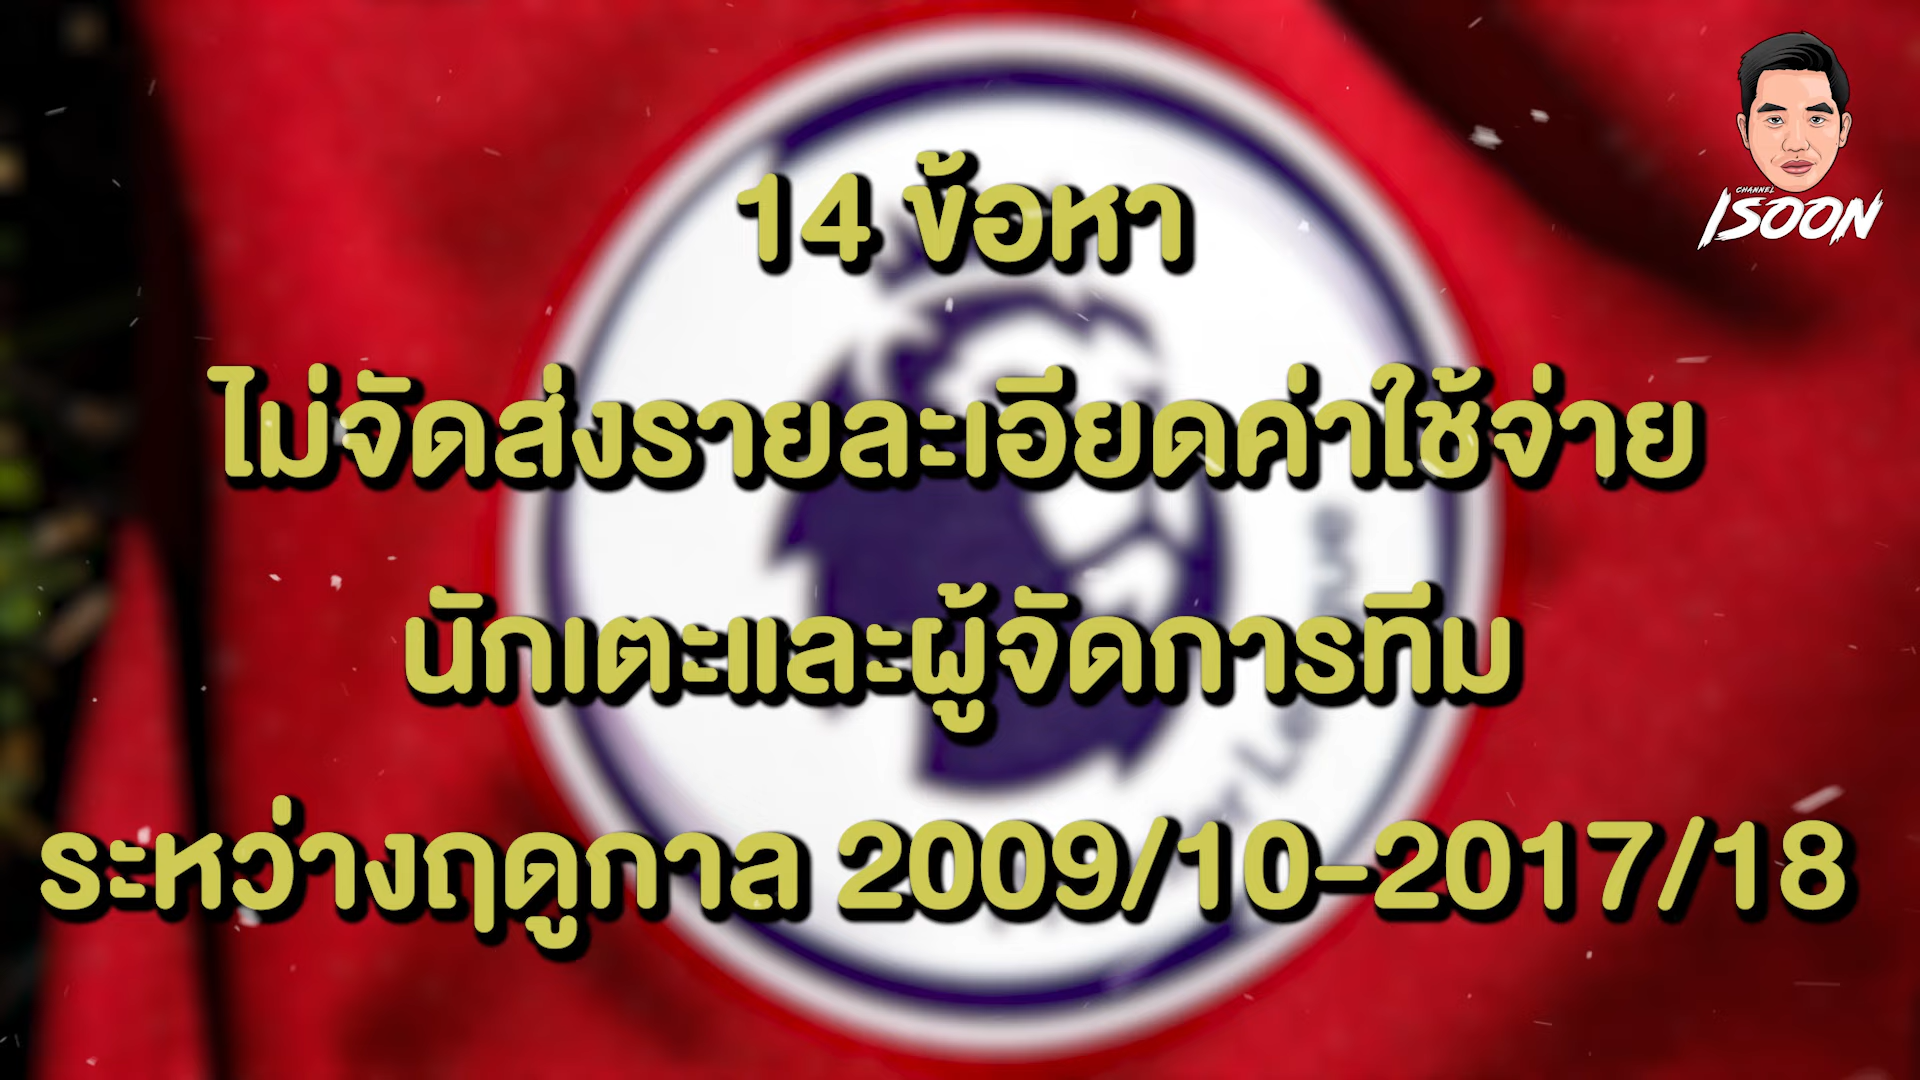 14 ข้อหา
ไม่จัดส่งรายละเอียดค่าใช้จ่าย
นักเตะและผู้จัดการทีม
ระหว่างฤดูกาล 2009/10-2017/18
CHANNEL
ISOON